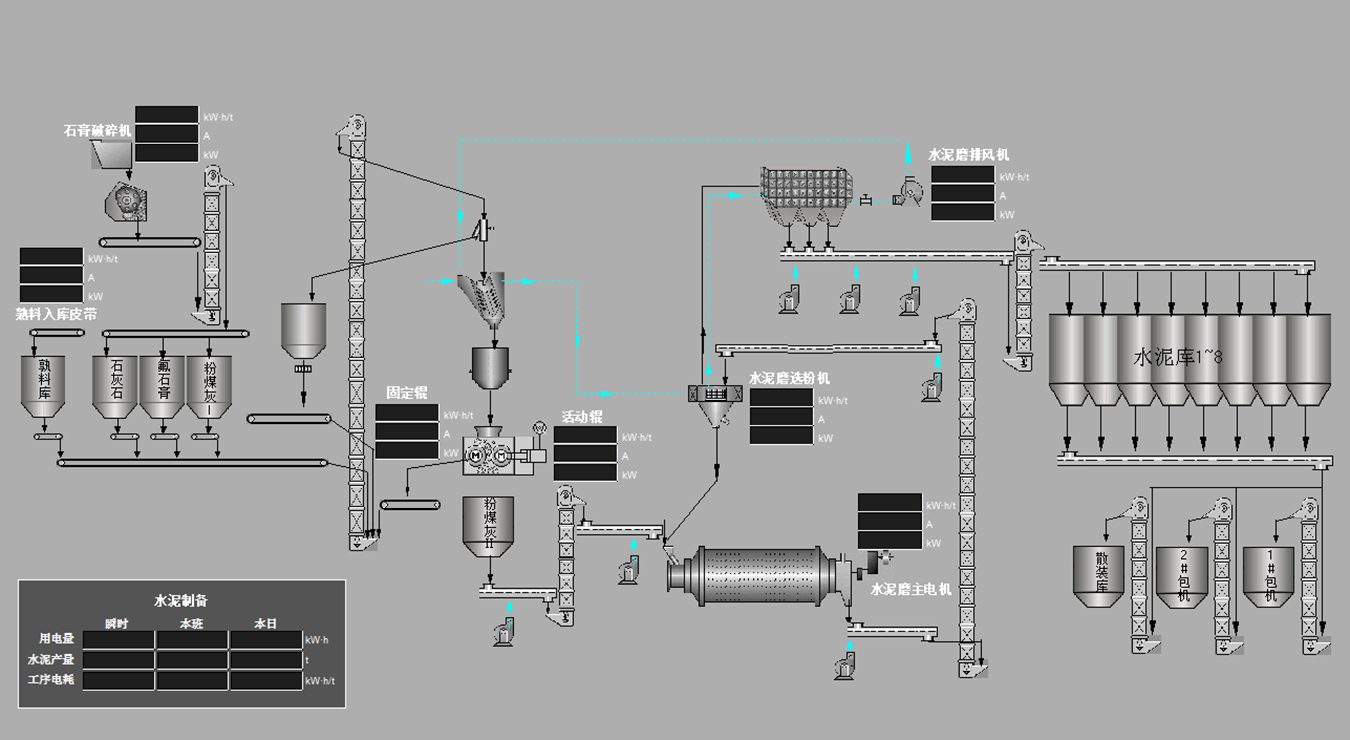 石膏破碎机
kW·h/t
A
kW
kW·h/t
A
kW
熟料入库皮带
熟料库
石灰石
氟石膏
粉煤灰Ⅰ
固定辊
kW·h/t
A
kW
活动辊
kW·h/t
A
kW
W
M
M
粉煤灰Ⅱ
水泥磨排风机
kW·h/t
A
kW
水泥磨选粉机
kW·h/t
A
kW
kW·h/t
A
kW
水泥磨主电机
水泥库1~8
散装库
2#包机
1#包机
水泥制备
瞬时 本班 本日
用电量 kW·h
水泥产量 t
工序电耗 kW·h/t